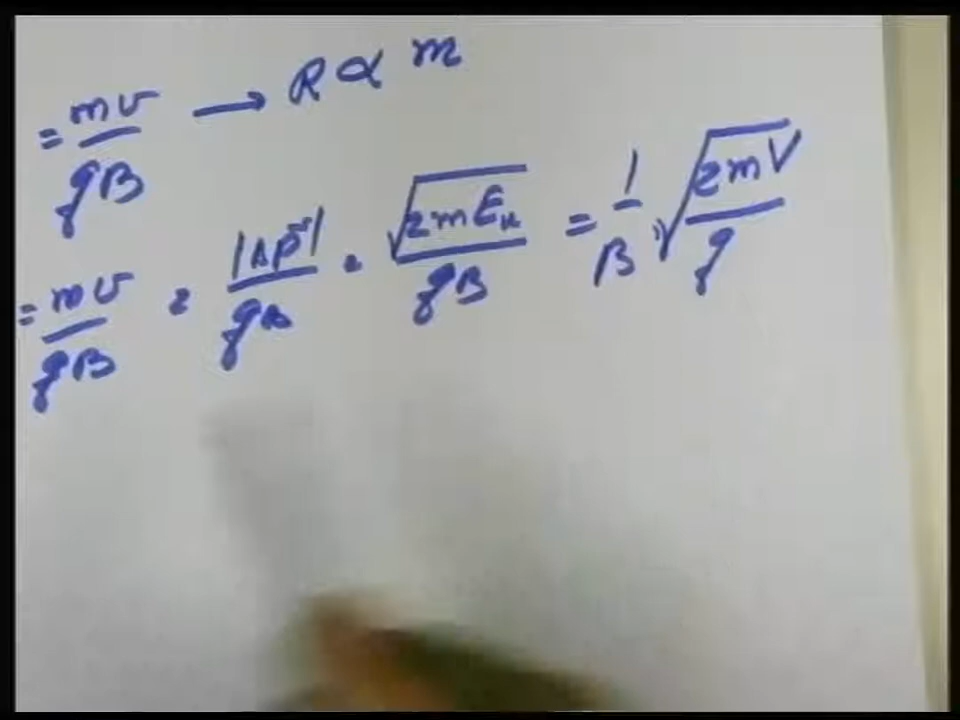 = mv/qB → R ∝ m
= mv/qB = |Δp⃗|/qB = √(2mEₖ)/qB = 1/B √(2mV/q)